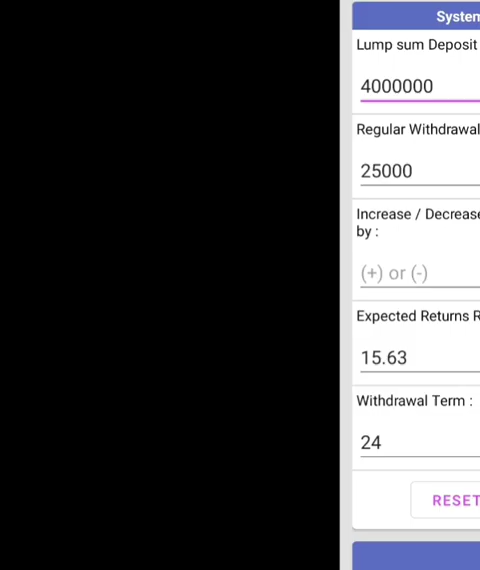 System
Lump sum Deposit
4000000
Regular Withdrawal
25000
Increase / Decrease
by :
(+) or (-)
Expected Returns R
15.63
Withdrawal Term :
24
RESET